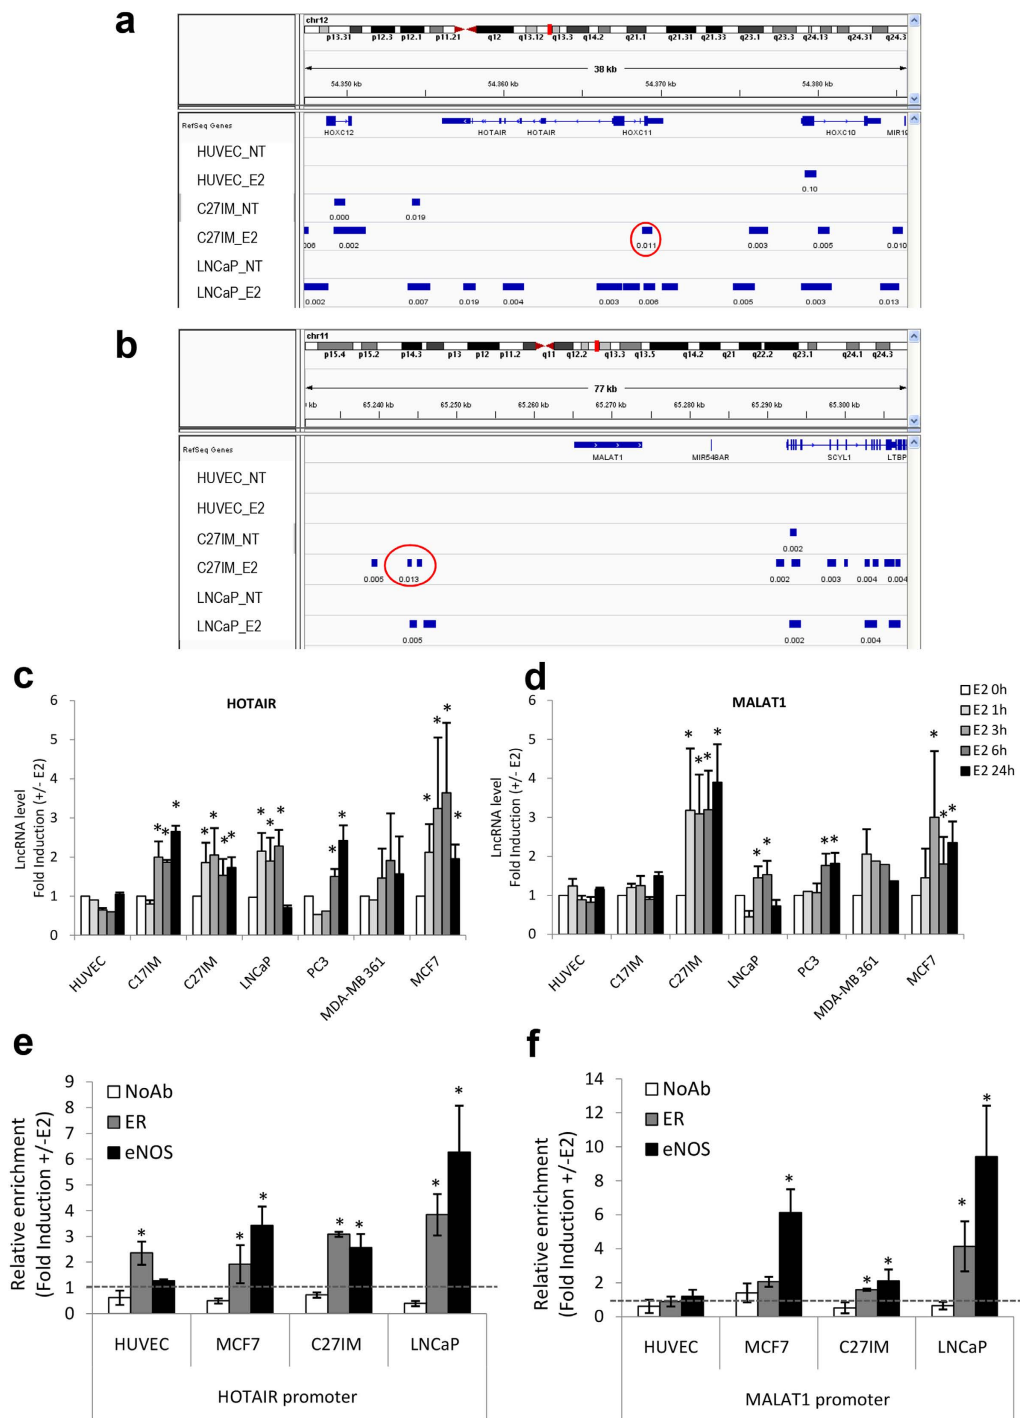 a
chr12
p13.31 p12.3 p12.1 p11.21 q12 q13.12 q13.3 q14.2 q21.1 q21.31 q21.33 q23.1 q23.3 q24.13 q24.31 q24.3
38 kb
54.350 kb 54.360 kb 54.370 kb 54.380 kb
RefSeq Genes
HOXC12 HOTAIR HOTAIR HOXC11 HOXC10 MIR19
HUVEC_NT
HUVEC_E2
0.10
C27IM_NT
0.000 0.019
C27IM_E2
006 0.002 0.011 0.003 0.005 0.010
LNCaP_NT
LNCaP_E2
0.002 0.007 0.019 0.004 0.003 0.006 0.005 0.003 0.013
b
chr11
p15.4 p15.2 p14.3 p13 p12 p11.2 q11 q12.2 q13.3 q13.5 q14.2 q21 q22.2 q23.1 q24.1 q24.3
77 kb
kb 65.240 kb 65.250 kb 65.260 kb 65.270 kb 65.280 kb 65.290 kb 65.300 kb
RefSeq Genes
MALAT1 MIR548AR SCYL1 LTBP
HUVEC_NT
HUVEC_E2
C27IM_NT
0.002
C27IM_E2
0.005 0.013 0.002 0.003 0.004 0.004
LNCaP_NT
LNCaP_E2
0.005 0.002 0.004
c
HOTAIR
LncRNA level
Fold Induction (+/- E2)
6
5
4
3
2
1
0
* * * * * * * * * * * * * * * *
HUVEC C17IM C27IM LNCaP PC3 MDA-MB 361 MCF7
d
MALAT1
LncRNA level
Fold Induction (+/- E2)
6
5
4
3
2
1
0
* * * * * * * * * * *
HUVEC C17IM C27IM LNCaP PC3 MDA-MB 361 MCF7
E2 0h
E2 1h
E2 3h
E2 6h
E2 24h
e
Relative enrichment
(Fold Induction +/-E2)
9
8
7
6
5
4
3
2
1
0
NoAb
ER
eNOS
* * * * * * *
HUVEC MCF7 C27IM LNCaP
HOTAIR promoter
f
Relative enrichment
(Fold Induction +/-E2)
14
12
10
8
6
4
2
0
NoAb
ER
eNOS
* * * * *
HUVEC MCF7 C27IM LNCaP
MALAT1 promoter